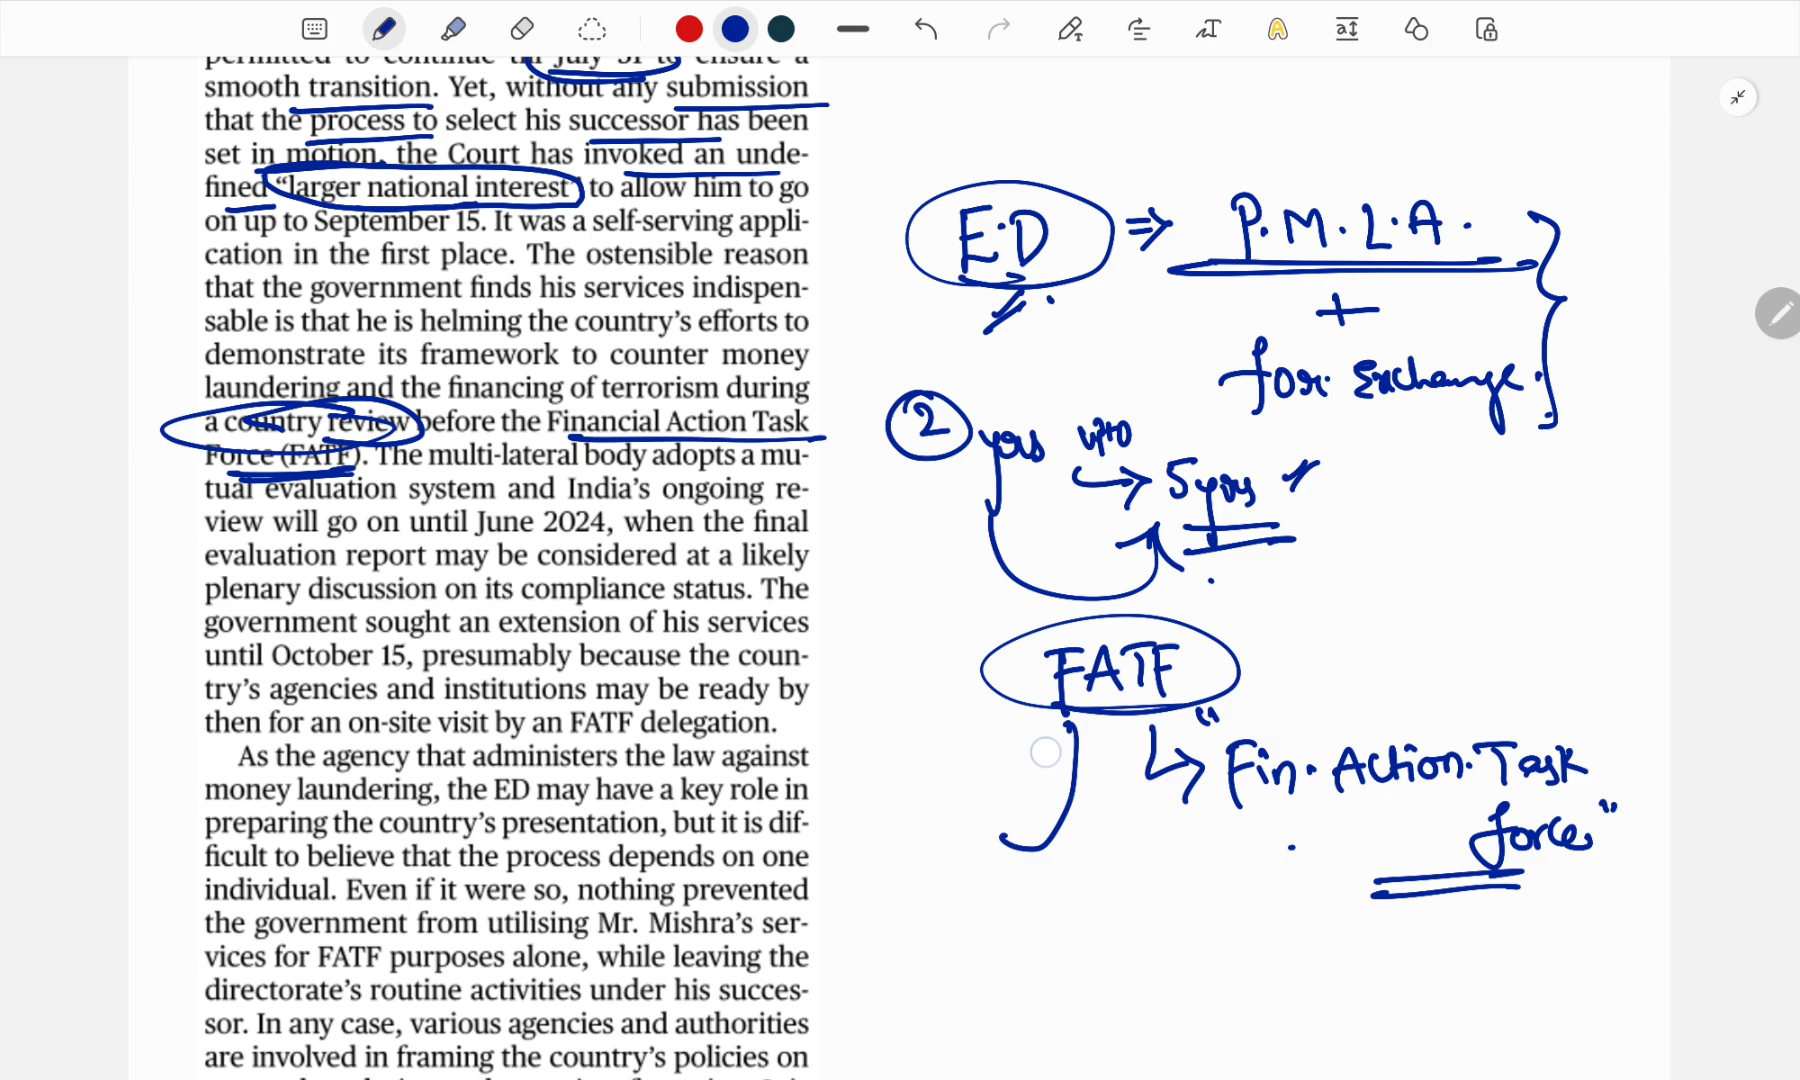 permitted to continue till July 31 to ensure a
smooth transition. Yet, without any submission
that the process to select his successor has been
set in motion, the Court has invoked an unde-
fined “larger national interest” to allow him to go
on up to September 15. It was a self-serving appli-
cation in the first place. The ostensible reason
that the government finds his services indispen-
sable is that he is helming the country’s efforts to
demonstrate its framework to counter money
laundering and the financing of terrorism during
a country review before the Financial Action Task
Force (FATF). The multi-lateral body adopts a mu-
tual evaluation system and India’s ongoing re-
view will go on until June 2024, when the final
evaluation report may be considered at a likely
plenary discussion on its compliance status. The
government sought an extension of his services
until October 15, presumably because the coun-
try’s agencies and institutions may be ready by
then for an on-site visit by an FATF delegation.
As the agency that administers the law against
money laundering, the ED may have a key role in
preparing the country’s presentation, but it is dif-
ficult to believe that the process depends on one
individual. Even if it were so, nothing prevented
the government from utilising Mr. Mishra’s ser-
vices for FATF purposes alone, while leaving the
directorate’s routine activities under his succes-
sor. In any case, various agencies and authorities
are involved in framing the country’s policies on
E.D ⇒ P.M.L.A.
+
for. Exchange.
2 upto
→ 5 yrs
FATF
↳ "Fin. Action. Task
force"